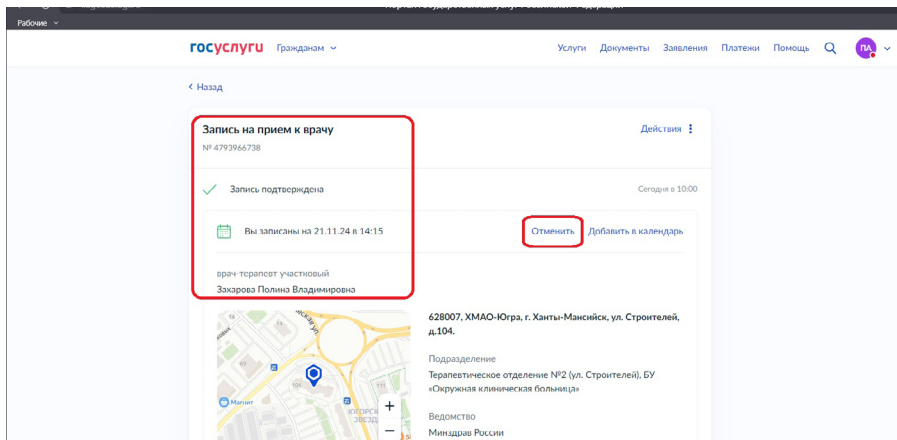 Рабочие
госуслуги Гражданам Услуги Документы Заявления Платежи Помощь ПА
Назад
Запись на прием к врачу Действия
№ 4793966738
Запись подтверждена Сегодня в 10:00
Вы записаны на 21.11.24 в 14:15 Отменить Добавить в календарь
врач-терапевт участковый
Захарова Полина Владимировна
628007, ХМАО-Югра, г. Ханты-Мансийск, ул. Строителей,
д.104.
Подразделение
Терапевтическое отделение №2 (ул. Строителей), БУ
«Окружная клиническая больница»
Магнит
Ведомство
Минздрав России